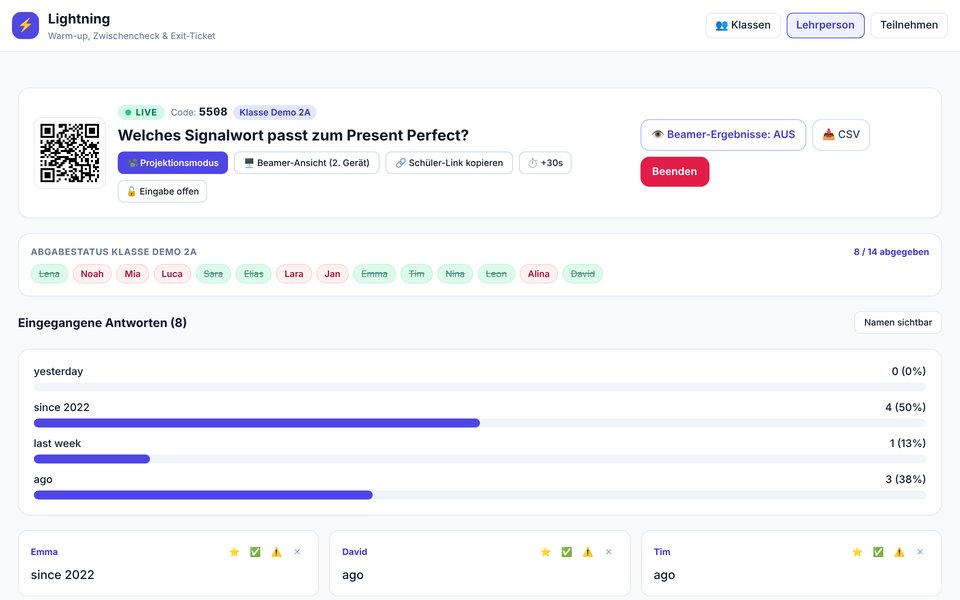 ⚡ Lightning
Warm-up, Zwischencheck & Exit-Ticket
👥 Klassen
Lehrperson
Teilnehmen
LIVE Code: 5508 Klasse Demo 2A
Welches Signalwort passt zum Present Perfect?
📽️ Projektionsmodus
🖥️ Beamer-Ansicht (2. Gerät)
🔗 Schüler-Link kopieren
⏱️ +30s
🔓 Eingabe offen
👁️ Beamer-Ergebnisse: AUS
📥 CSV
Beenden
ABGABESTATUS KLASSE DEMO 2A
8 / 14 abgegeben
Lena Noah Mia Luca Sara Elias Lara Jan Emma Tim Nina Leon Alina David
Eingegangene Antworten (8)
Namen sichtbar
yesterday 0 (0%)
since 2022 4 (50%)
last week 1 (13%)
ago 3 (38%)
Emma ⭐ ✅ ⚠️ ×
since 2022
David ⭐ ✅ ⚠️ ×
ago
Tim ⭐ ✅ ⚠️ ×
ago